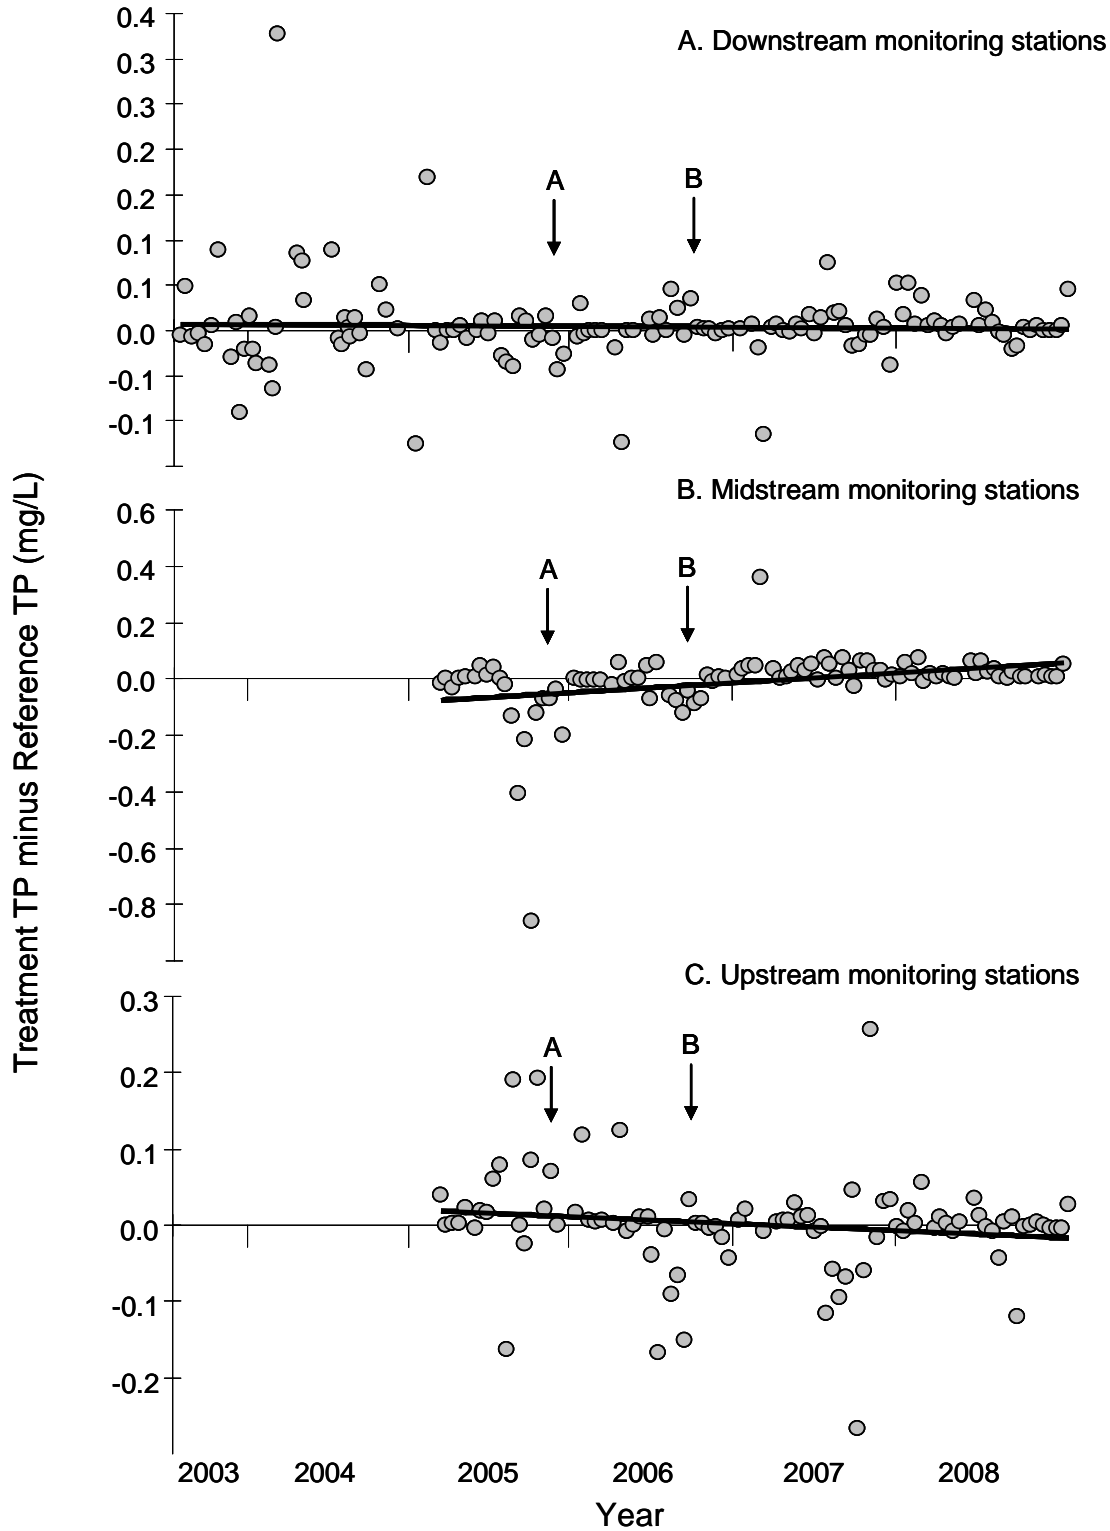 A. Downstream monitoring stations
0.4
0.3
0.3
0.2
0.2
0.1
0.1
0.0
-0.1
-0.1
A
B
B. Midstream monitoring stations
0.6
0.4
0.2
0.0
-0.2
-0.4
-0.6
-0.8
A
B
C. Upstream monitoring stations
0.3
0.2
0.1
0.0
-0.1
-0.2
A
B
Treatment TP minus Reference TP (mg/L)
2003 2004 2005 2006 2007 2008
Year